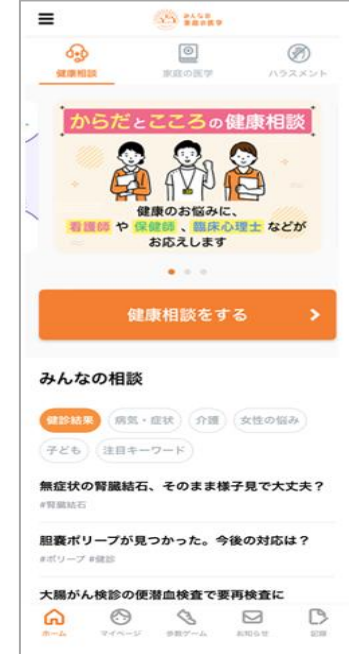 みんなの
家庭の医学
健康相談
家庭の医学
ハラスメント
からだとこころの健康相談
健康のお悩みに、
看護師 や 保健師 、臨床心理士 などが
お応えします
健康相談をする
みんなの相談
健診結果
病気・症状
介護
女性の悩み
子ども
注目キーワード
無症状の腎臓結石、そのまま様子見で大丈夫？
#腎臓結石
胆嚢ポリープが見つかった。今後の対応は？
#ポリープ #健診
大腸がん検診の便潜血検査で要再検査に
ホーム
マイページ
歩数ゲーム
お知らせ
記録